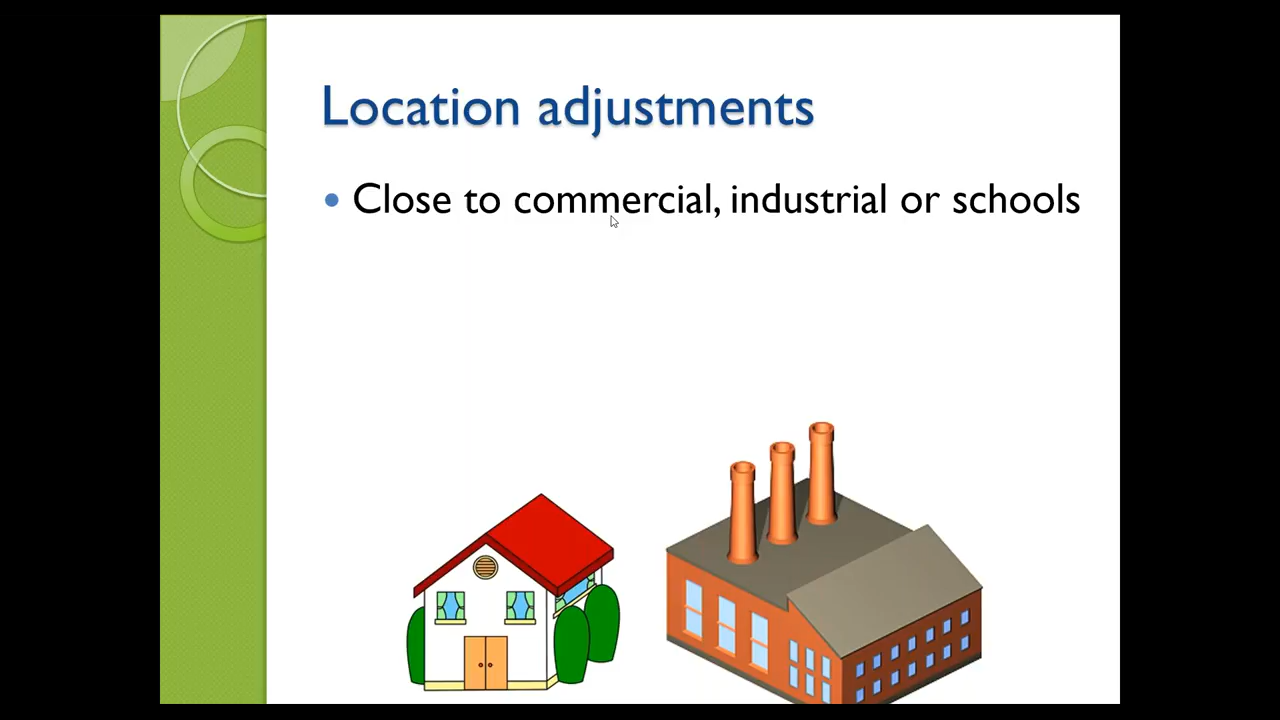 Location adjustments
• Close to commercial, industrial or schools